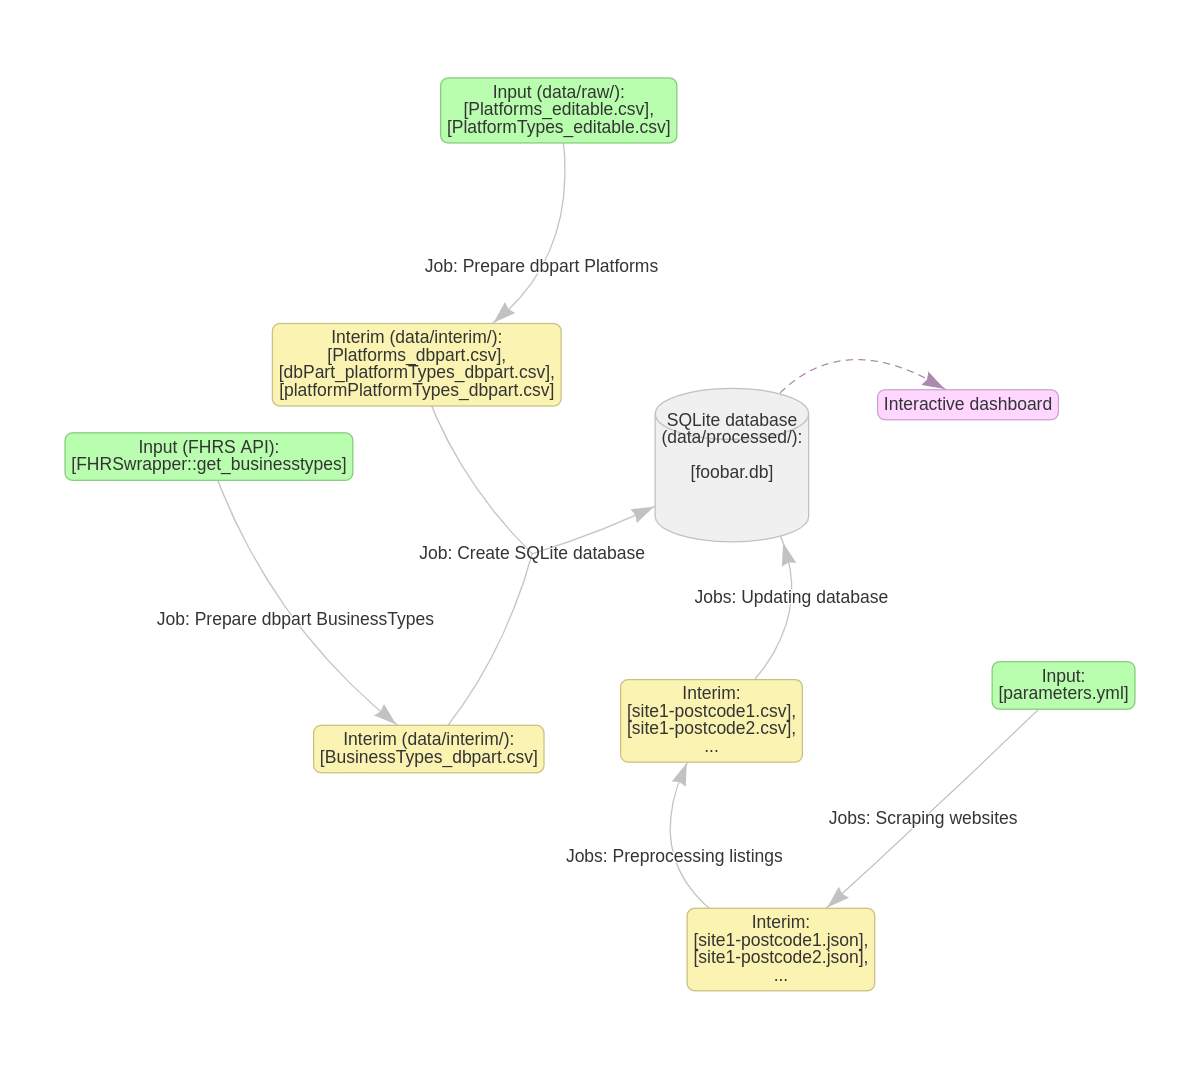 Input (data/raw/):
[Platforms_editable.csv],
[PlatformTypes_editable.csv]
Job: Prepare dbpart Platforms
Interim (data/interim/):
[Platforms_dbpart.csv],
[dbPart_platformTypes_dbpart.csv],
[platformPlatformTypes_dbpart.csv]
Interactive dashboard
SQLite database
(data/processed/):
[foobar.db]
Input (FHRS API):
[FHRSwrapper::get_businesstypes]
Job: Create SQLite database
Jobs: Updating database
Job: Prepare dbpart BusinessTypes
Interim (data/interim/):
[BusinessTypes_dbpart.csv]
Interim:
[site1-postcode1.csv],
[site1-postcode2.csv],
...
Input:
[parameters.yml]
Jobs: Scraping websites
Jobs: Preprocessing listings
Interim:
[site1-postcode1.json],
[site1-postcode2.json],
...